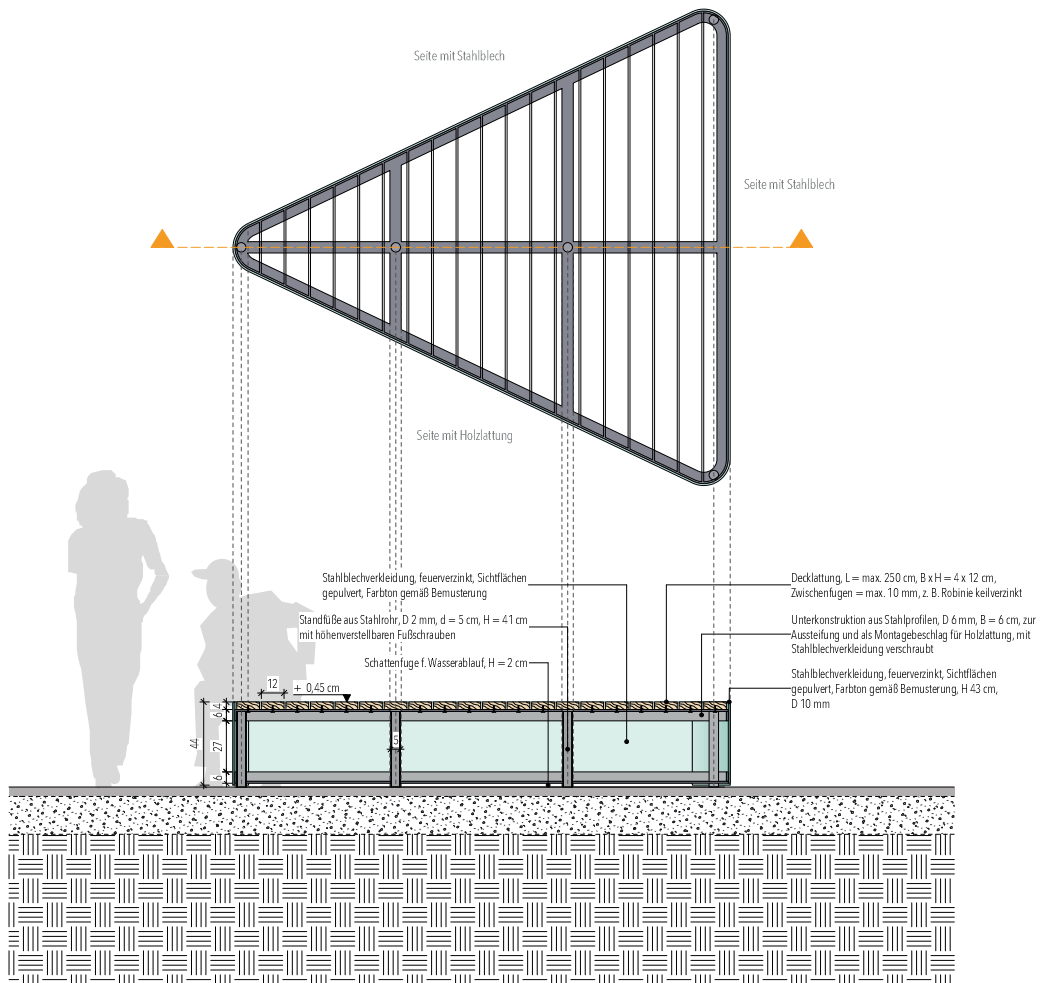 Seite mit Stahlblech
Seite mit Stahlblech
Seite mit Holzlattung
Stahlblechverkleidung, feuerverzinkt, Sichtflächen
gepulvert, Farbton gemäß Bemusterung
Standfüße aus Stahlrohr, D 2 mm, d = 5 cm, H = 41 cm
mit höhenverstellbaren Fußschrauben
Schattenfuge f. Wasserablauf, H = 2 cm
Decklattung, L = max. 250 cm, B x H = 4 x 12 cm,
Zwischenfugen = max. 10 mm, z. B. Robinie keilverzinkt
Unterkonstruktion aus Stahlprofilen, D 6 mm, B = 6 cm, zur
Aussteifung und als Montagebeschlag für Holzlattung, mit
Stahlblechverkleidung verschraubt
Stahlblechverkleidung, feuerverzinkt, Sichtflächen
gepulvert, Farbton gemäß Bemusterung, H 43 cm,
D 10 mm
12
+ 0,45 cm
4
6
44
27
6
5